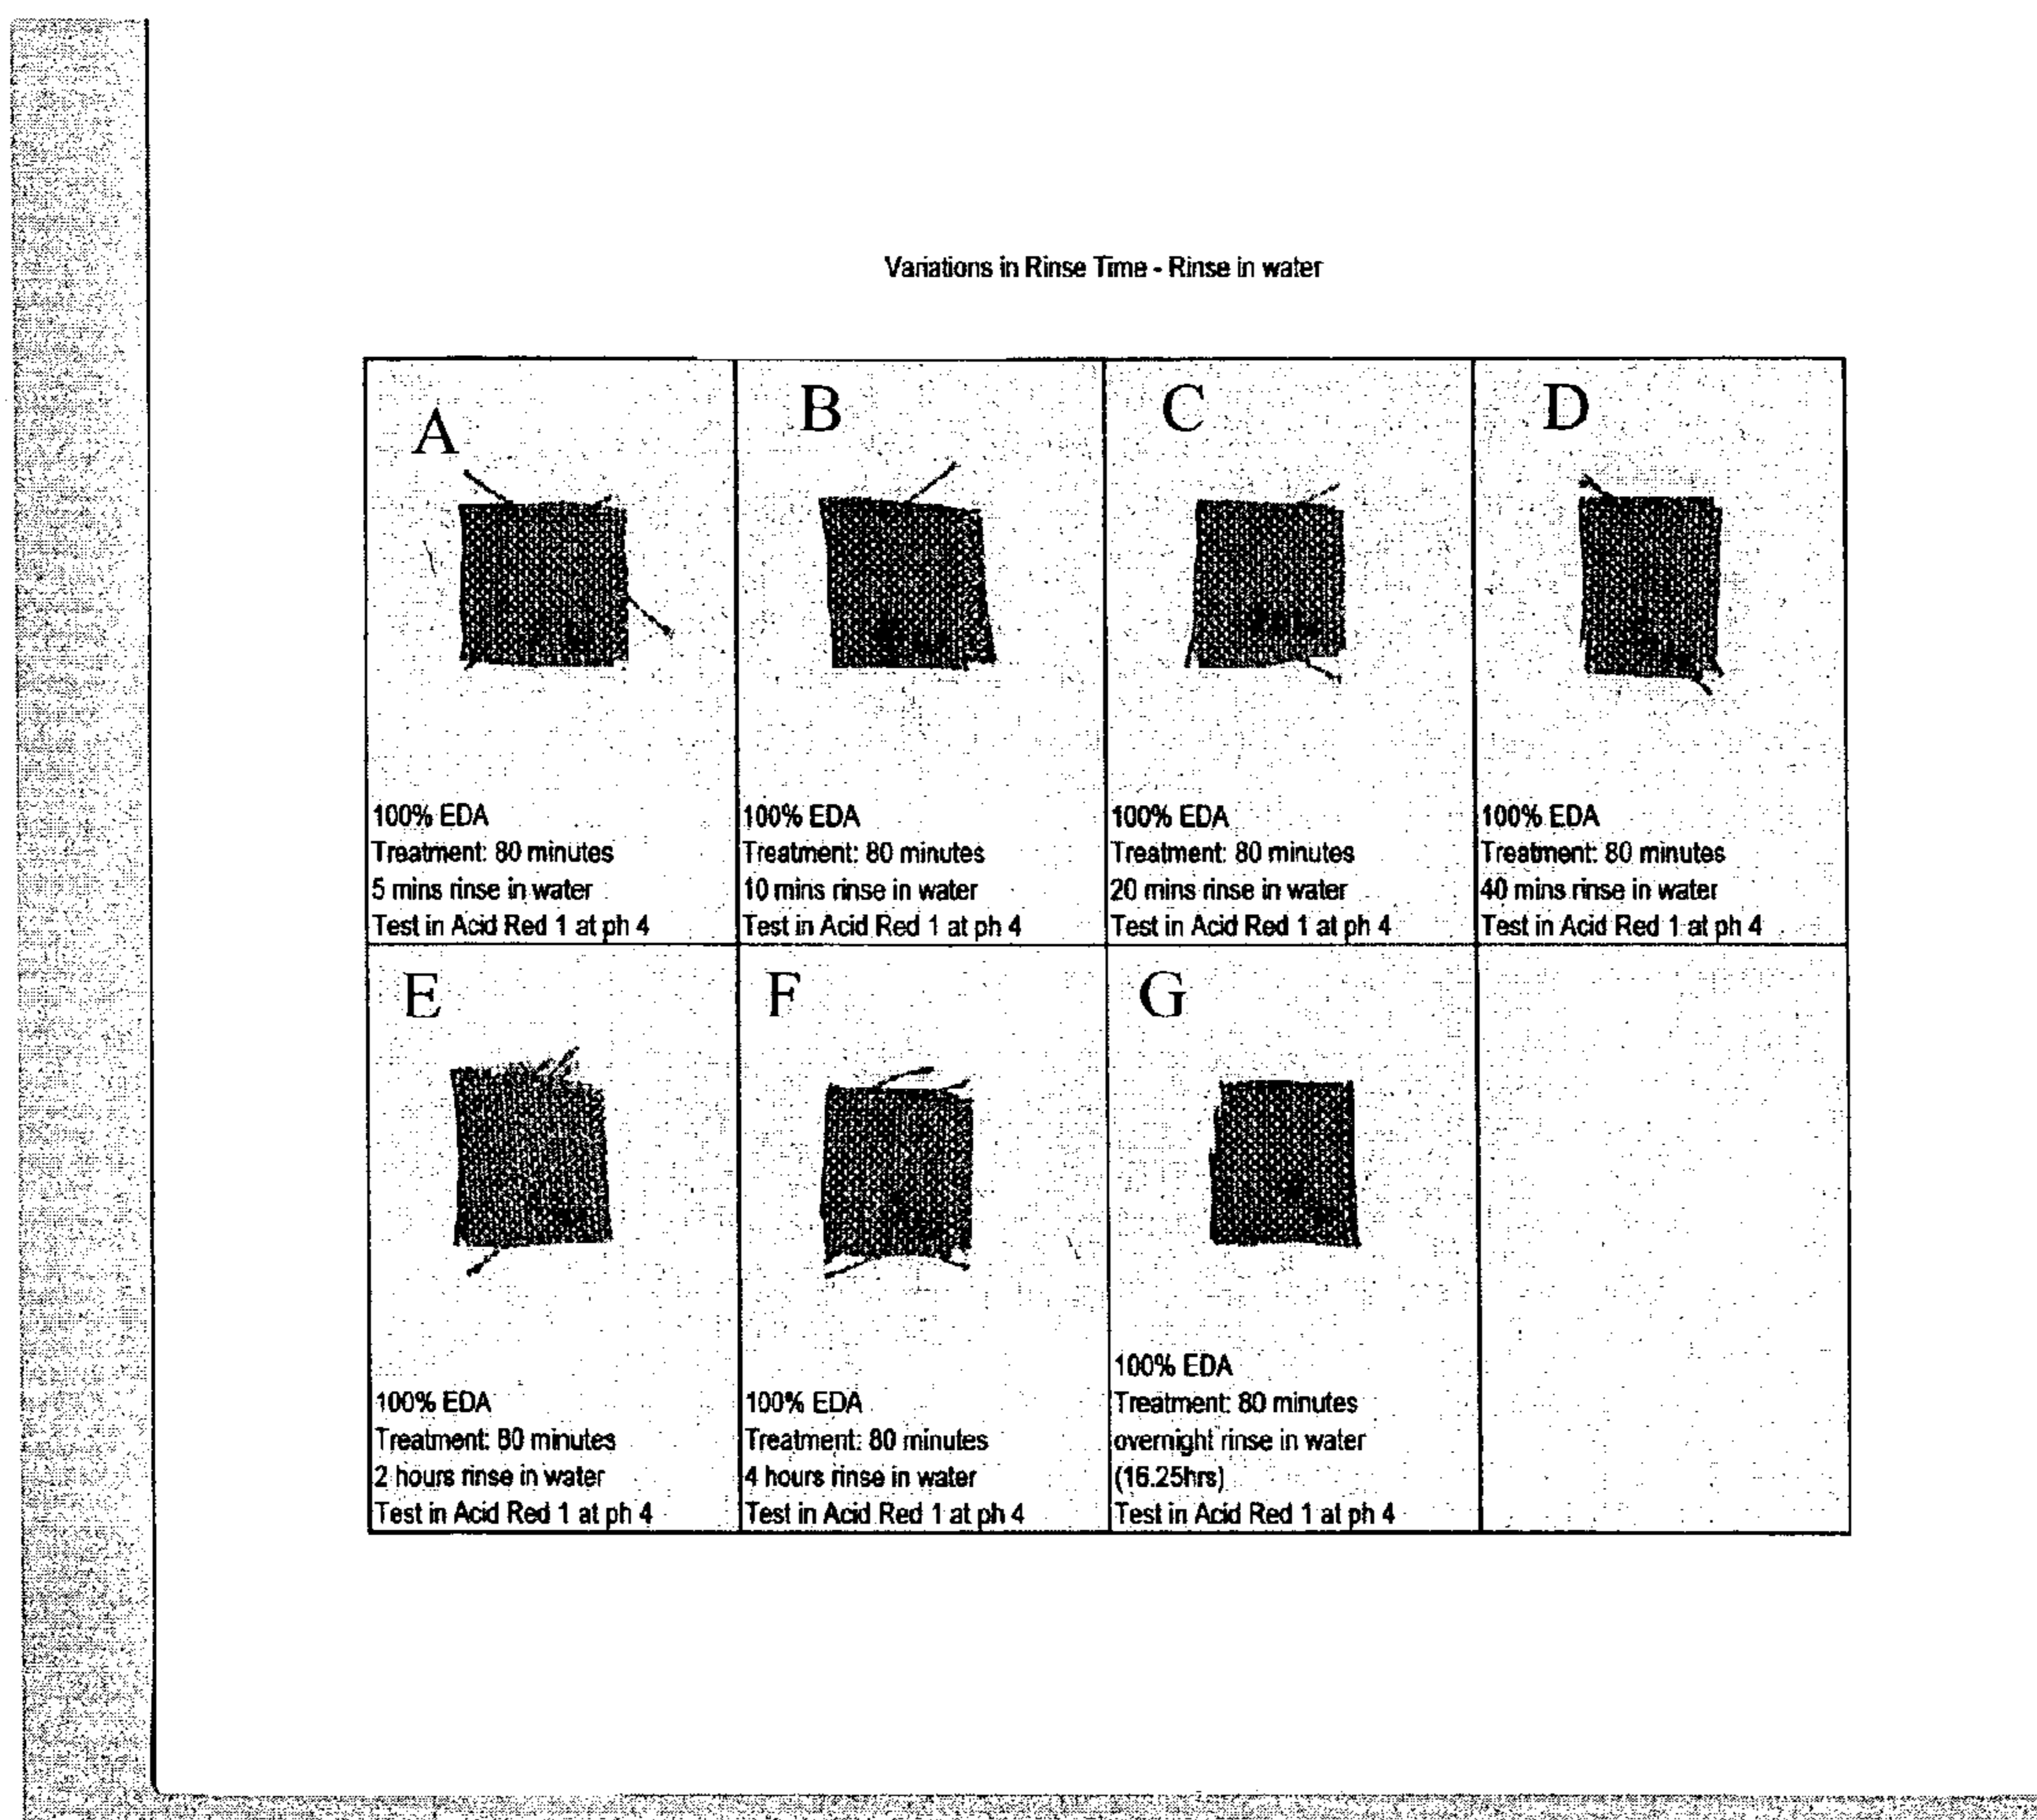 Variations in Rinse Time - Rinse in water
A
B
C
D
100% EDA
Treatment: 80 minutes
5 mins rinse in water
Test in Acid Red 1 at ph 4
100% EDA
Treatment: 80 minutes
10 mins rinse in water
Test in Acid Red 1 at ph 4
100% EDA
Treatment: 80 minutes
20 mins rinse in water
Test in Acid Red 1 at ph 4
100% EDA
Treatment: 80 minutes
40 mins rinse in water
Test in Acid Red 1 at ph 4
E
F
G
100% EDA
Treatment: 80 minutes
2 hours rinse in water
Test in Acid Red 1 at ph 4
100% EDA
Treatment: 80 minutes
4 hours rinse in water
Test in Acid Red 1 at ph 4
100% EDA
Treatment: 80 minutes
overnight rinse in water
(16.25hrs)
Test in Acid Red 1 at ph 4